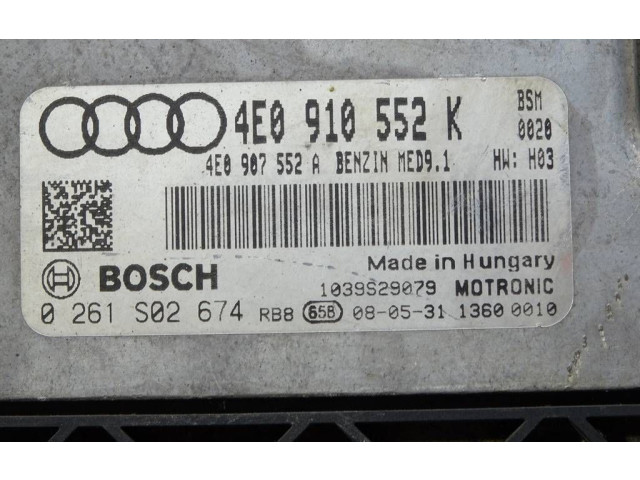 4E0 910 552 K BSM
0020
4E0 907 552 A BENZIN MED9.1 HW: H03
BOSCH Made in Hungary
1039S29079 MOTRONIC
0 261 S02 674 RB8 65B 08-05-31 1360 0010